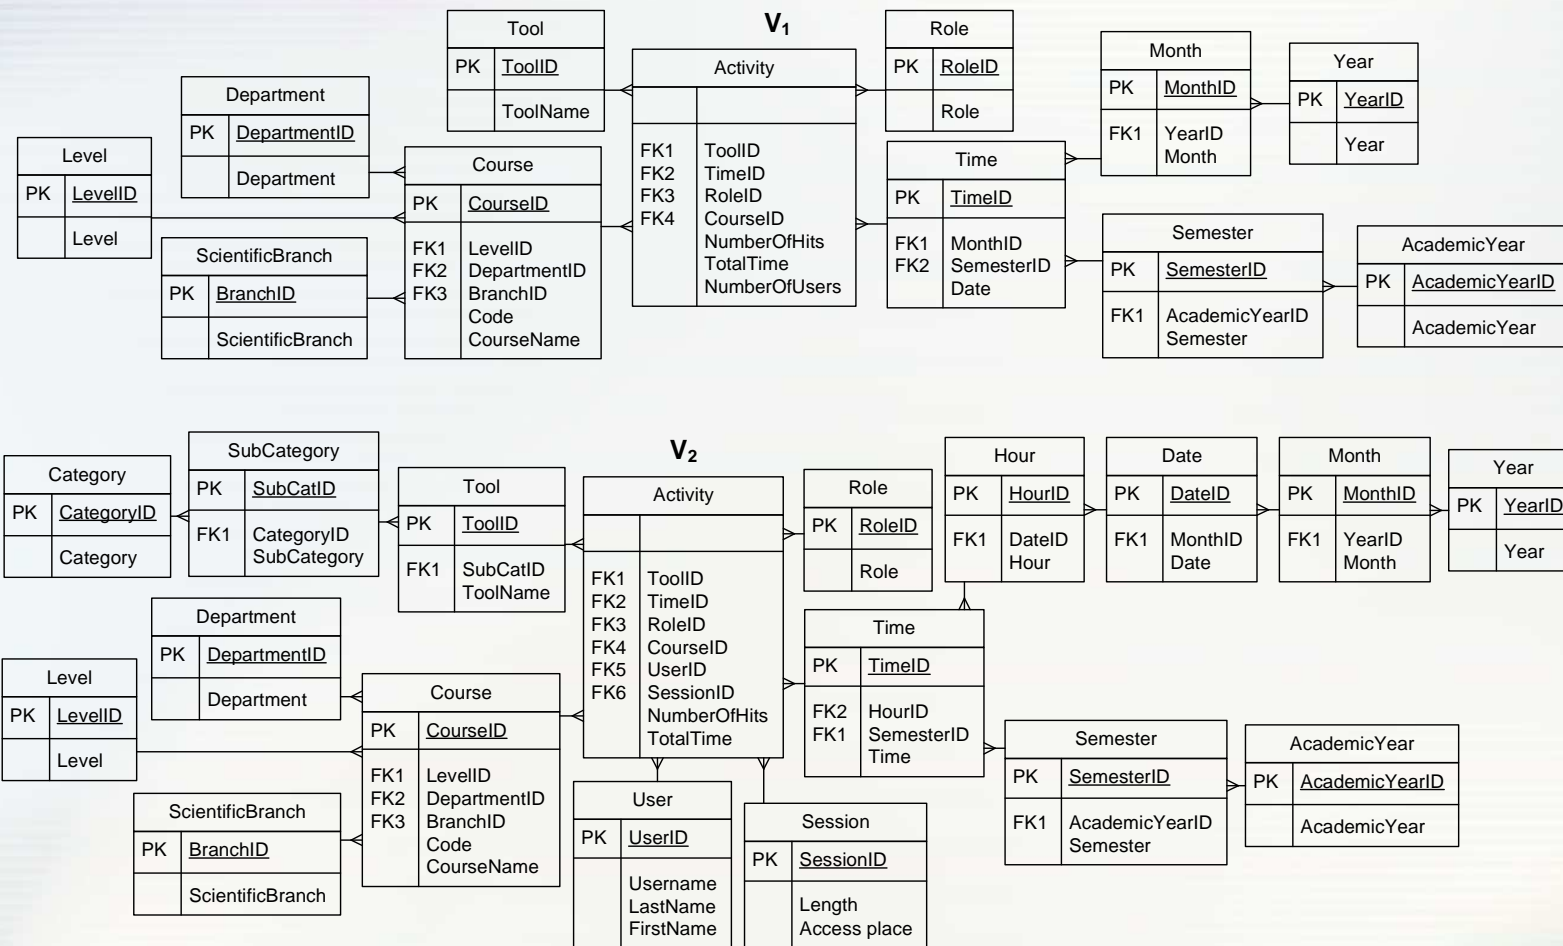 V1
Tool
PK ToolID
ToolName
Activity
FK1 ToolID
FK2 TimeID
FK3 RoleID
FK4 CourseID
NumberOfHits
TotalTime
NumberOfUsers
Role
PK RoleID
Role
Month
PK MonthID
FK1 YearID
Month
Year
PK YearID
Year
Department
PK DepartmentID
Department
Level
PK LevelID
Level
Course
PK CourseID
FK1 LevelID
FK2 DepartmentID
FK3 BranchID
Code
CourseName
ScientificBranch
PK BranchID
ScientificBranch
Time
PK TimeID
FK1 MonthID
FK2 SemesterID
Date
Semester
PK SemesterID
FK1 AcademicYearID
Semester
AcademicYear
PK AcademicYearID
AcademicYear
V2
Category
PK CategoryID
Category
SubCategory
PK SubCatID
FK1 CategoryID
SubCategory
Tool
PK ToolID
FK1 SubCatID
ToolName
Activity
FK1 ToolID
FK2 TimeID
FK3 RoleID
FK4 CourseID
FK5 UserID
FK6 SessionID
NumberOfHits
TotalTime
Role
PK RoleID
Role
Hour
PK HourID
FK1 DateID
Hour
Date
PK DateID
FK1 MonthID
Date
Month
PK MonthID
FK1 YearID
Month
Year
PK YearID
Year
Department
PK DepartmentID
Department
Level
PK LevelID
Level
Course
PK CourseID
FK1 LevelID
FK2 DepartmentID
FK3 BranchID
Code
CourseName
ScientificBranch
PK BranchID
ScientificBranch
Time
PK TimeID
FK2 HourID
FK1 SemesterID
Time
Semester
PK SemesterID
FK1 AcademicYearID
Semester
AcademicYear
PK AcademicYearID
AcademicYear
User
PK UserID
Username
LastName
FirstName
Session
PK SessionID
Length
Access place